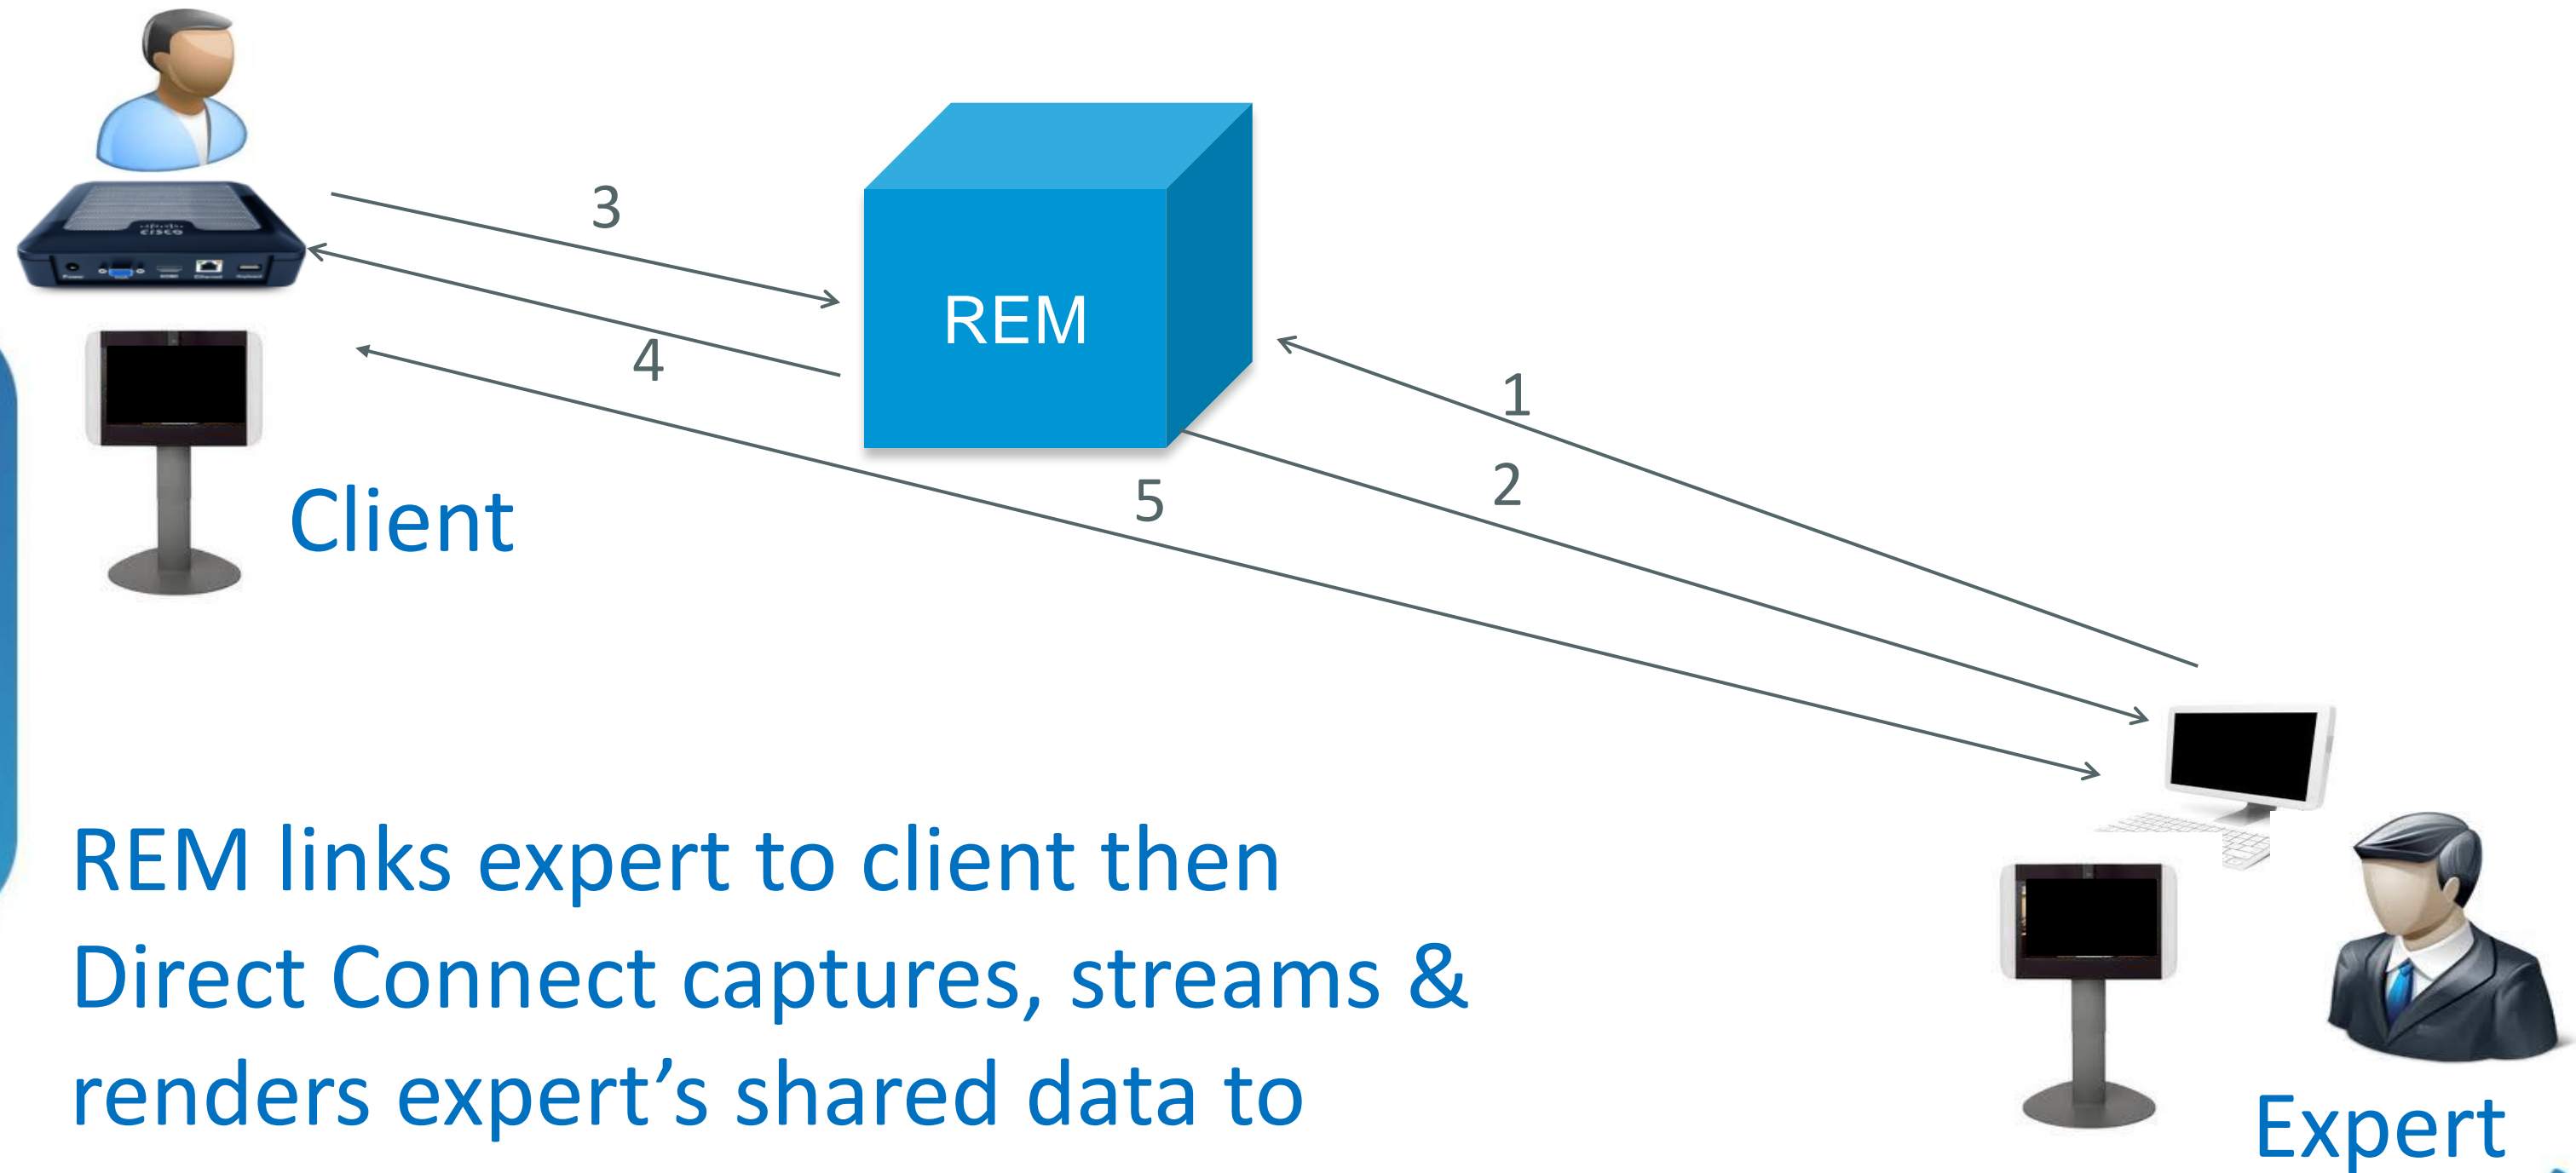 CISCO
3
REM
4
1
2
5
Client
REM links expert to client then
Direct Connect captures, streams &
renders expert’s shared data to
Expert